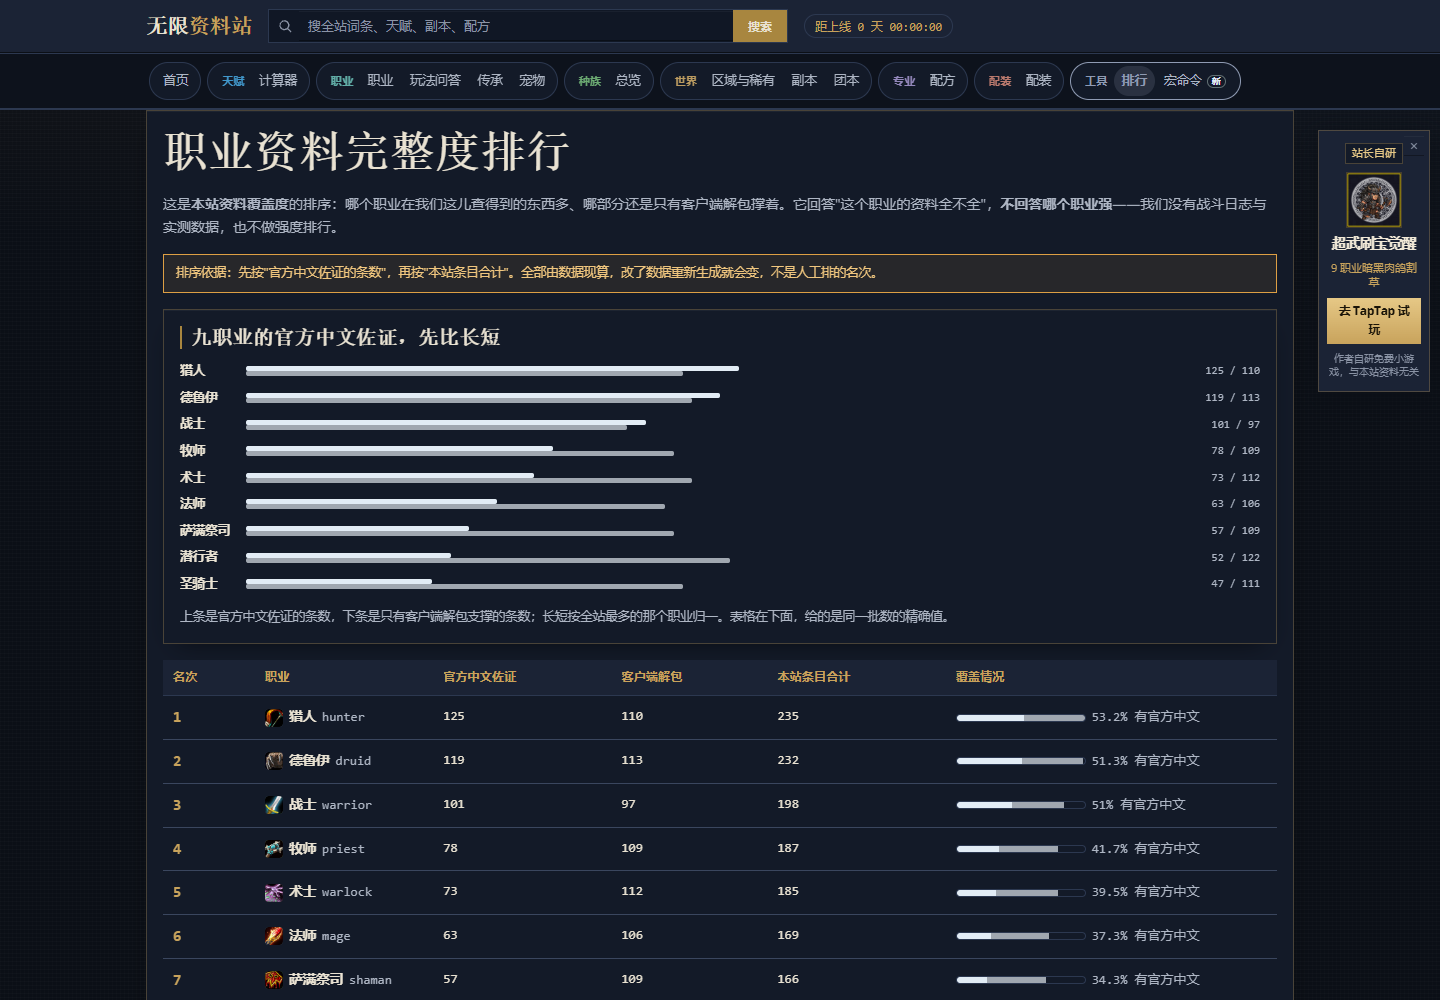 无限资料站
搜全站词条、天赋、副本、配方
搜索
距上线 0 天 00:00:00
首页
天赋 计算器
职业 职业 玩法问答 传承 宠物
种族 总览
世界 区域与稀有 副本 团本
专业 配方
配装 配装
工具 排行 宏命令 新
职业资料完整度排行
这是本站资料覆盖度的排序：哪个职业在我们这儿查得到的东西多、哪部分还是只有客户端解包撑着。它回答"这个职业的资料全不全"，不回答哪个职业强——我们没有战斗日志与
实测数据，也不做强度排行。
排序依据：先按"官方中文佐证的条数"，再按"本站条目合计"。全部由数据现算，改了数据重新生成就会变，不是人工排的名次。
九职业的官方中文佐证，先比长短
猎人 125 / 110
德鲁伊 119 / 113
战士 101 / 97
牧师 78 / 109
术士 73 / 112
法师 63 / 106
萨满祭司 57 / 109
潜行者 52 / 122
圣骑士 47 / 111
上条是官方中文佐证的条数，下条是只有客户端解包支撑的条数；长短按全站最多的那个职业归一。表格在下面，给的是同一批数的精确值。
名次 职业 官方中文佐证 客户端解包 本站条目合计 覆盖情况
1 猎人 hunter 125 110 235 53.2% 有官方中文
2 德鲁伊 druid 119 113 232 51.3% 有官方中文
3 战士 warrior 101 97 198 51% 有官方中文
4 牧师 priest 78 109 187 41.7% 有官方中文
5 术士 warlock 73 112 185 39.5% 有官方中文
6 法师 mage 63 106 169 37.3% 有官方中文
7 萨满祭司 shaman 57 109 166 34.3% 有官方中文
站长自研 ×
超武刷宝觉醒
9 职业暗黑肉鸽割
草
去 TapTap 试
玩
作者自研免费小游
戏，与本站资料无关